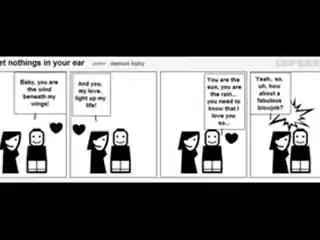 et nothings in your ear
demon baby
Baby, you are
the wind
beneath my
wings!
And you,
my love,
light up my
life!
You are the
sun, you are
the rain...
you need to
know that I
love you
so...
Yeah.. so,
uh, how
about a
fabulous
blowjob?